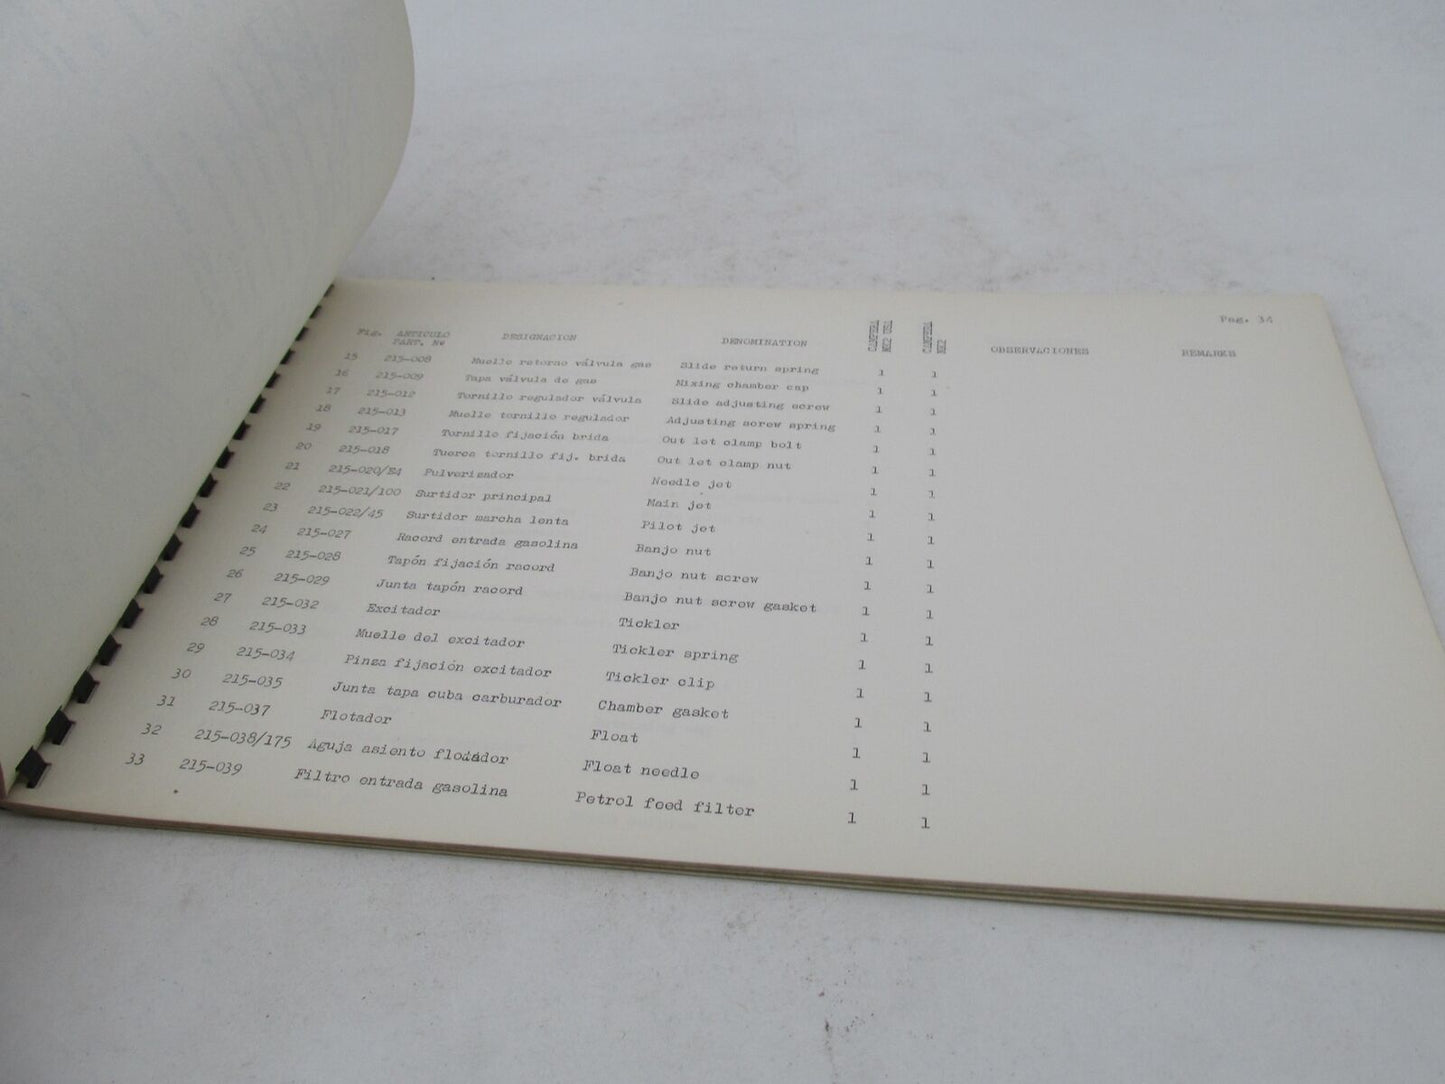 Pag. 34
Fig. ARTICULO PART. Nº DESIGNACION DENOMINATION CAMPERA MK2 USA CAMPERA MK2 OBSERVACIONES REMARKS
15 215-008 Muelle retorno válvula gas Slide return spring 1 1
16 215-009 Tapa válvula de gas Mixing chamber cap 1 1
17 215-012 Tornillo regulador válvula Slide adjusting screw 1 1
18 215-013 Muelle tornillo regulador Adjusting screw spring 1 1
19 215-017 Tornillo fijación brida Out let clamp bolt 1 1
20 215-018 Tuerca tornillo fij. brida Out let clamp nut 1 1
21 215-020/E4 Pulverizador Needle jet 1 1
22 215-021/100 Surtidor principal Main jet 1 1
23 215-022/45 Surtidor marcha lenta Pilot jet 1 1
24 215-027 Racord entrada gasolina Banjo nut 1 1
25 215-028 Tapón fijación racord Banjo nut screw 1 1
26 215-029 Junta tapón racord Banjo nut screw gasket 1 1
27 215-032 Excitador Tickler 1 1
28 215-033 Muelle del excitador Tickler spring 1 1
29 215-034 Pinza fijación excitador Tickler clip 1 1
30 215-035 Junta tapa cuba carburador Chamber gasket 1 1
31 215-037 Flotador Float 1 1
32 215-038/175 Aguja asiento flotador Float needle 1 1
33 215-039 Filtro entrada gasolina Petrol feed filter 1 1